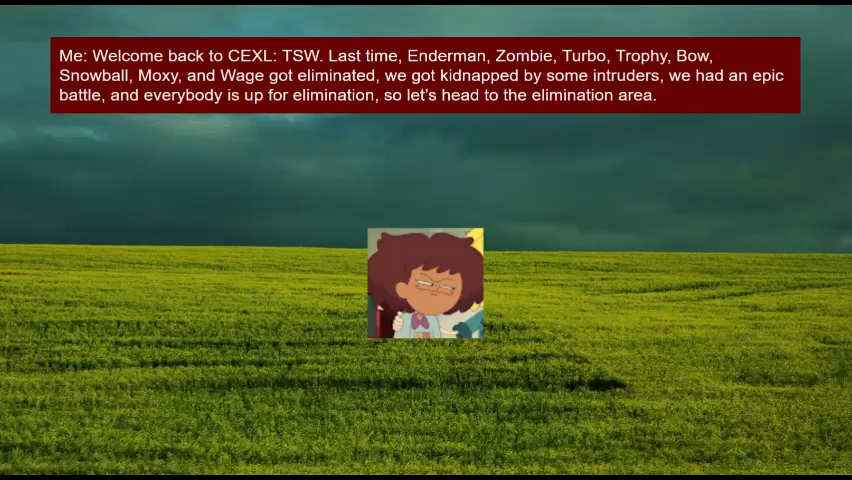 Me: Welcome back to CEXL: TSW. Last time, Enderman, Zombie, Turbo, Trophy, Bow,
Snowball, Moxy, and Wage got eliminated, we got kidnapped by some intruders, we had an epic
battle, and everybody is up for elimination, so let's head to the elimination area.